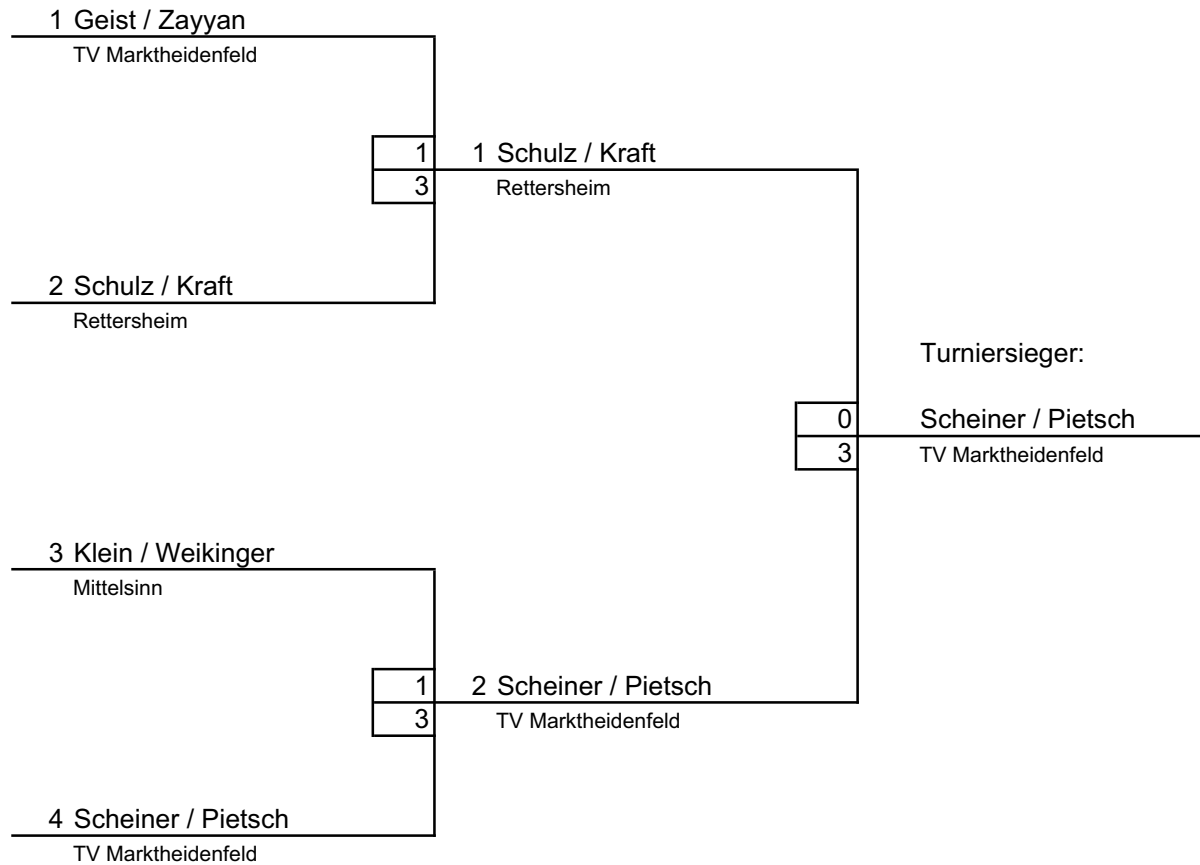 1 Geist / Zayyan
TV Marktheidenfeld
1
3
1 Schulz / Kraft
Rettersheim
2 Schulz / Kraft
Rettersheim
Turniersieger:
0
3
Scheiner / Pietsch
TV Marktheidenfeld
3 Klein / Weikinger
Mittelsinn
1
3
2 Scheiner / Pietsch
TV Marktheidenfeld
4 Scheiner / Pietsch
TV Marktheidenfeld